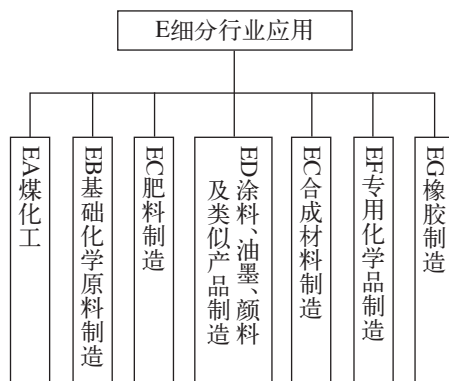 E细分行业应用
EA煤化工
EB基础化学原料制造
EC肥料制造
ED涂料、油墨、颜料
及类似产品制造
EC合成材料制造
EF专用化学品制造
EG橡胶制造